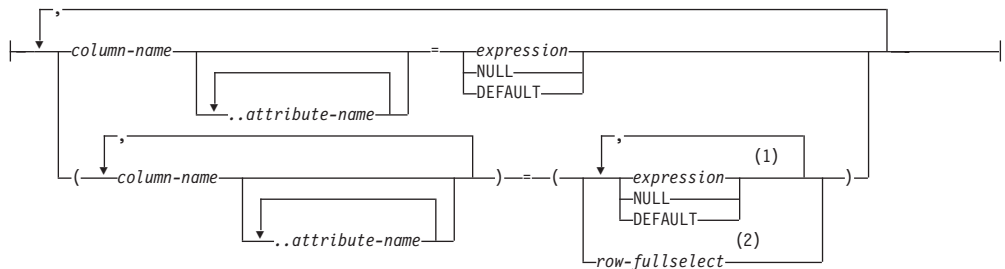 ,
column-name = expression
NULL
DEFAULT
..attribute-name
, , (1)
( column-name ) = ( expression )
NULL
DEFAULT
..attribute-name (2)
row-fullselect